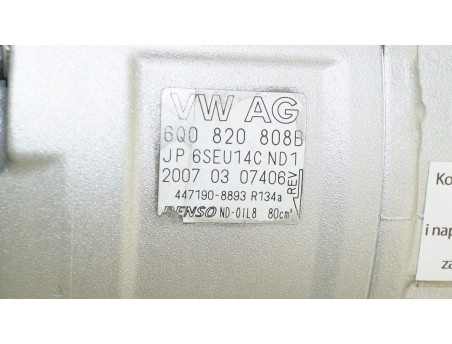 VW AG
6Q0 820 808B
JP 6SEU14C ND1
2007 03 07406 REV
447190-8893 R134a
DENSO ND-OIL8 80cm³
Ko
i nap
za